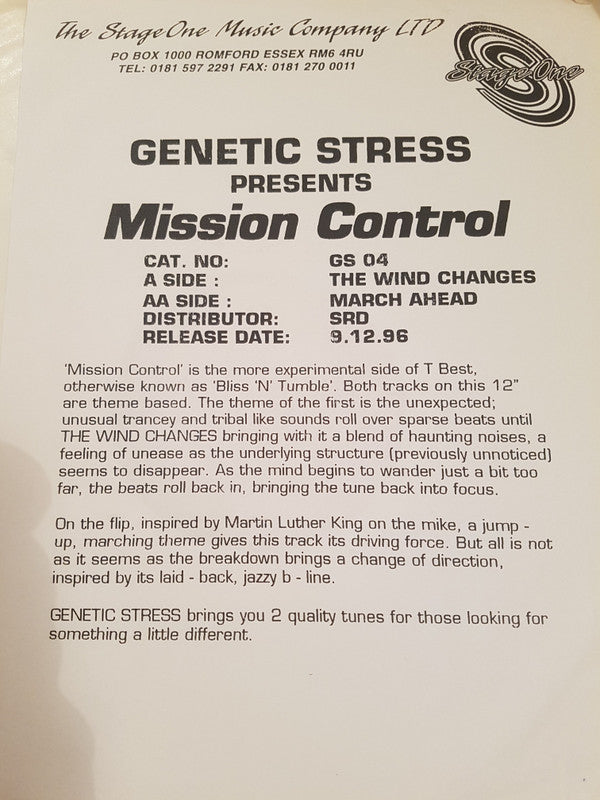 The StageOne Music Company LTD
PO BOX 1000 ROMFORD ESSEX RM6 4RU
TEL: 0181 597 2291 FAX: 0181 270 0011
Stage One
GENETIC STRESS
PRESENTS
Mission Control
CAT. NO: GS 04
A SIDE : THE WIND CHANGES
AA SIDE : MARCH AHEAD
DISTRIBUTOR: SRD
RELEASE DATE: 9.12.96
'Mission Control' is the more experimental side of T Best,
otherwise known as 'Bliss 'N' Tumble'. Both tracks on this 12"
are theme based. The theme of the first is the unexpected;
unusual trancey and tribal like sounds roll over sparse beats until
THE WIND CHANGES bringing with it a blend of haunting noises, a
feeling of unease as the underlying structure (previously unnoticed)
seems to disappear. As the mind begins to wander just a bit too
far, the beats roll back in, bringing the tune back into focus.
On the flip, inspired by Martin Luther King on the mike, a jump -
up, marching theme gives this track its driving force. But all is not
as it seems as the breakdown brings a change of direction,
inspired by its laid - back, jazzy b - line.
GENETIC STRESS brings you 2 quality tunes for those looking for
something a little different.